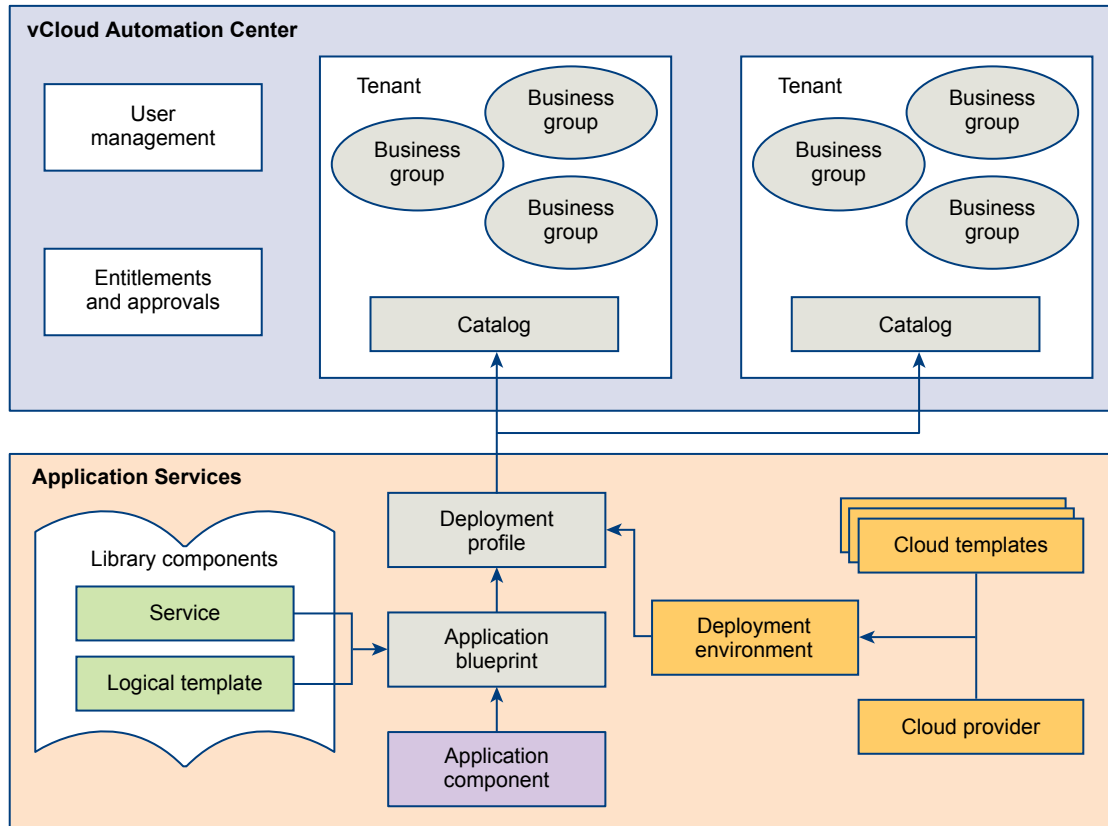 vCloud Automation Center
User
management
Entitlements
and approvals
Tenant
Business
group
Business
group
Business
group
Catalog
Tenant
Business
group
Business
group
Business
group
Catalog
Application Services
Library components
Service
Logical template
Deployment
profile
Application
blueprint
Application
component
Deployment
environment
Cloud templates
Cloud provider